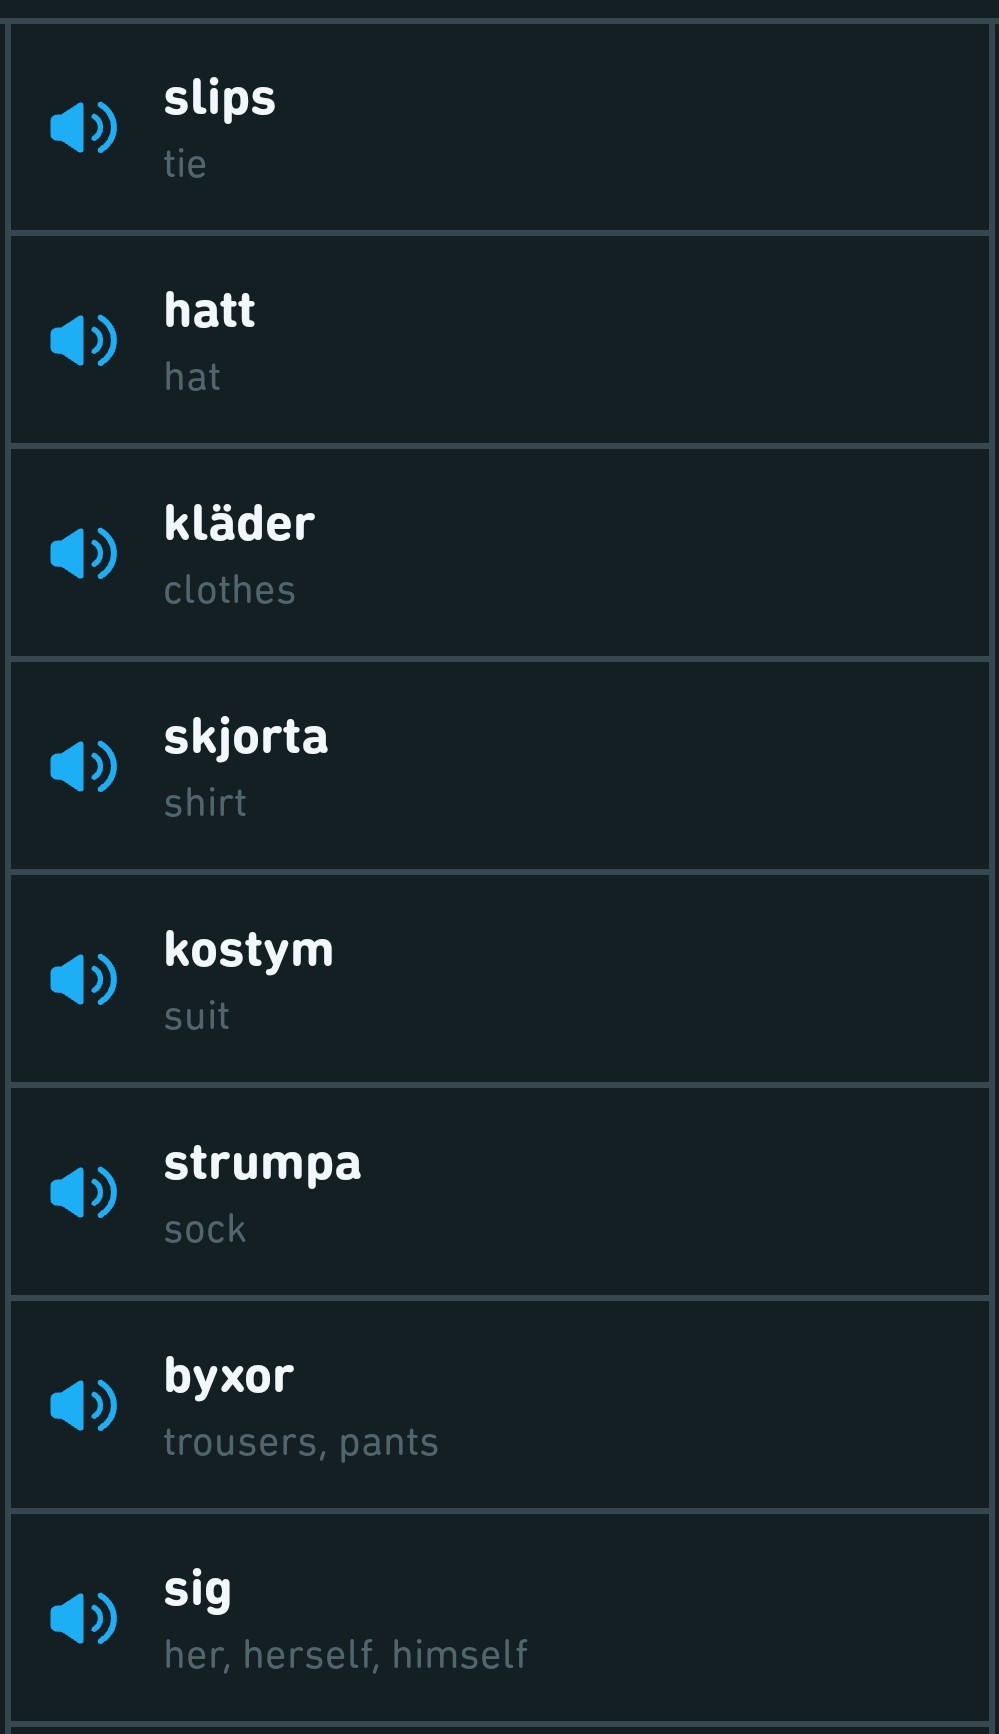 slips
tie
hatt
hat
kläder
clothes
skjorta
shirt
kostym
suit
strumpa
sock
byxor
trousers, pants
sig
her, herself, himself